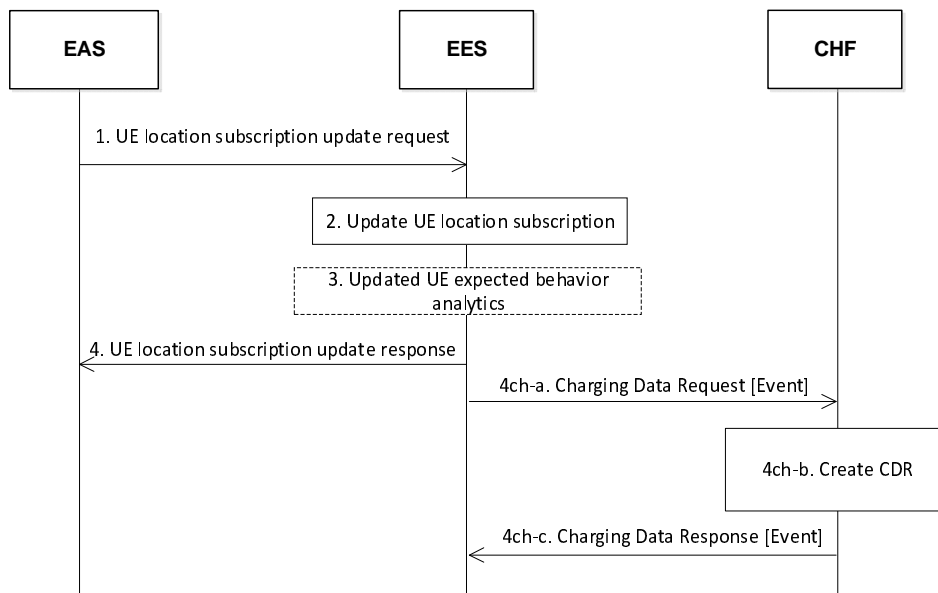 EAS
EES
CHF
1. UE location subscription update request
2. Update UE location subscription
3. Updated UE expected behavior
analytics
4. UE location subscription update response
4ch-a. Charging Data Request [Event]
4ch-b. Create CDR
4ch-c. Charging Data Response [Event]